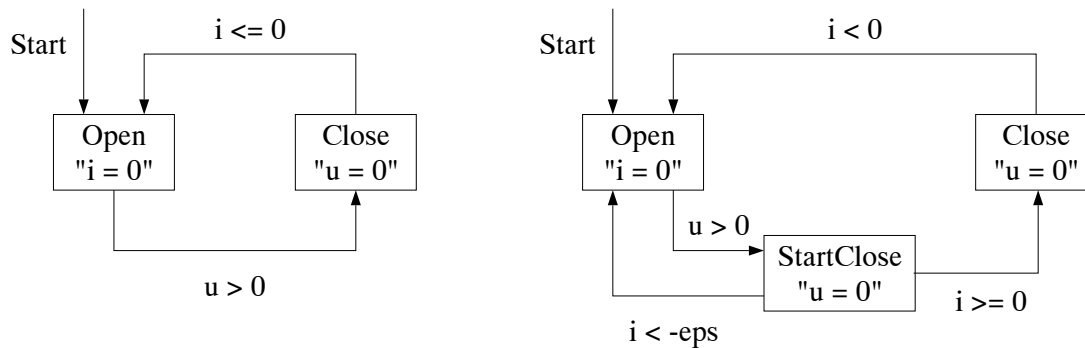 Start
i <= 0
Open
"i = 0"
Close
"u = 0"
u > 0
Start
i < 0
Open
"i = 0"
Close
"u = 0"
u > 0
StartClose
"u = 0"
i >= 0
i < -eps